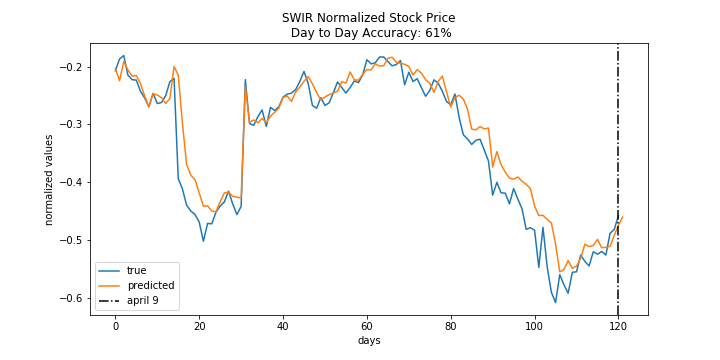 SWIR Normalized Stock Price
Day to Day Accuracy: 61%
normalized values
−0.2
−0.3
−0.4
−0.5
−0.6
true
predicted
april 9
0
20
40
60
80
100
120
days